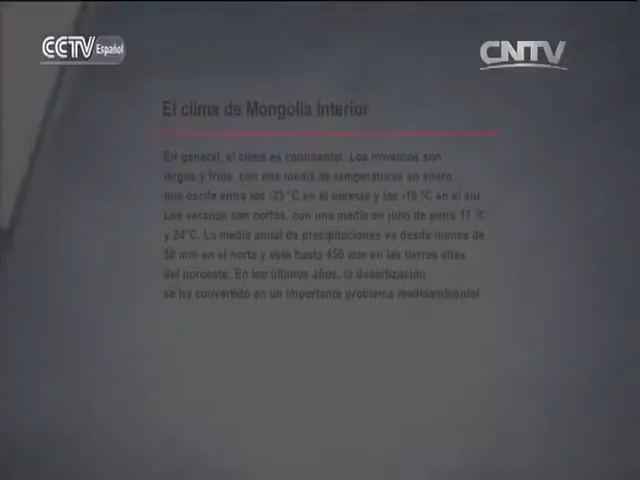 CCTV Español
CNTV
El clima de Mongolia Interior
En general, el clima es continental. Los inviernos son
largos y fríos, con una media de temperaturas en enero
que oscila entre los -23 °C en el noreste y los -10 °C en el sur
Los veranos son cortos, con una media en julio de entre 17 °C
y 24°C. La media anual de precipitaciones va desde menos de
50 mm en el norte y este hasta 450 mm en las tierras altas
del noroeste. En los últimos años, la desertización
se ha convertido en un importante problema medioambiental